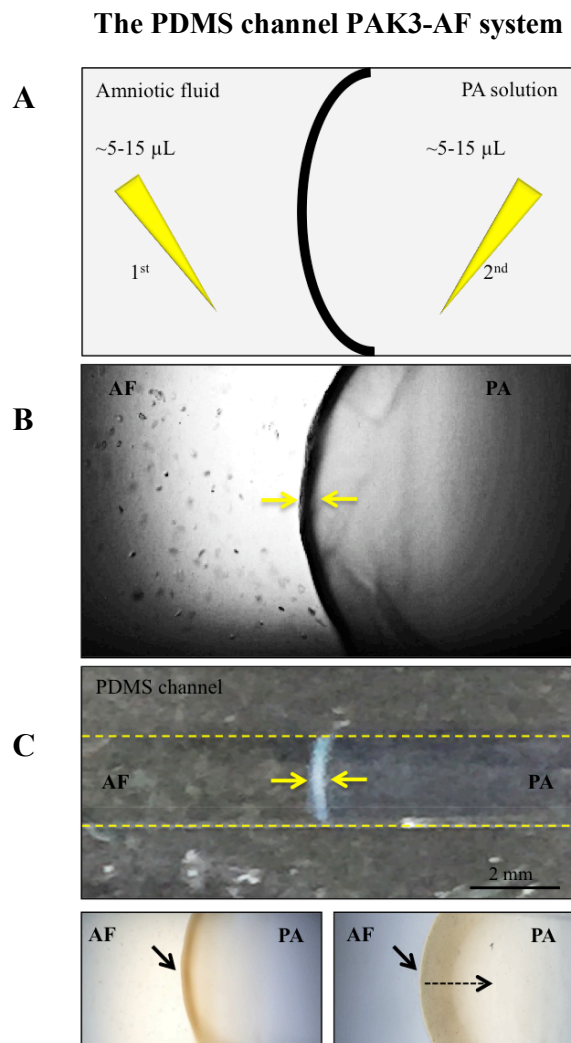 The PDMS channel PAK3-AF system
A
Amniotic fluid
PA solution
~5-15 µL
~5-15 µL
1st
2nd
B
AF
PA
PDMS channel
C
AF
PA
2 mm
AF
PA
AF
PA